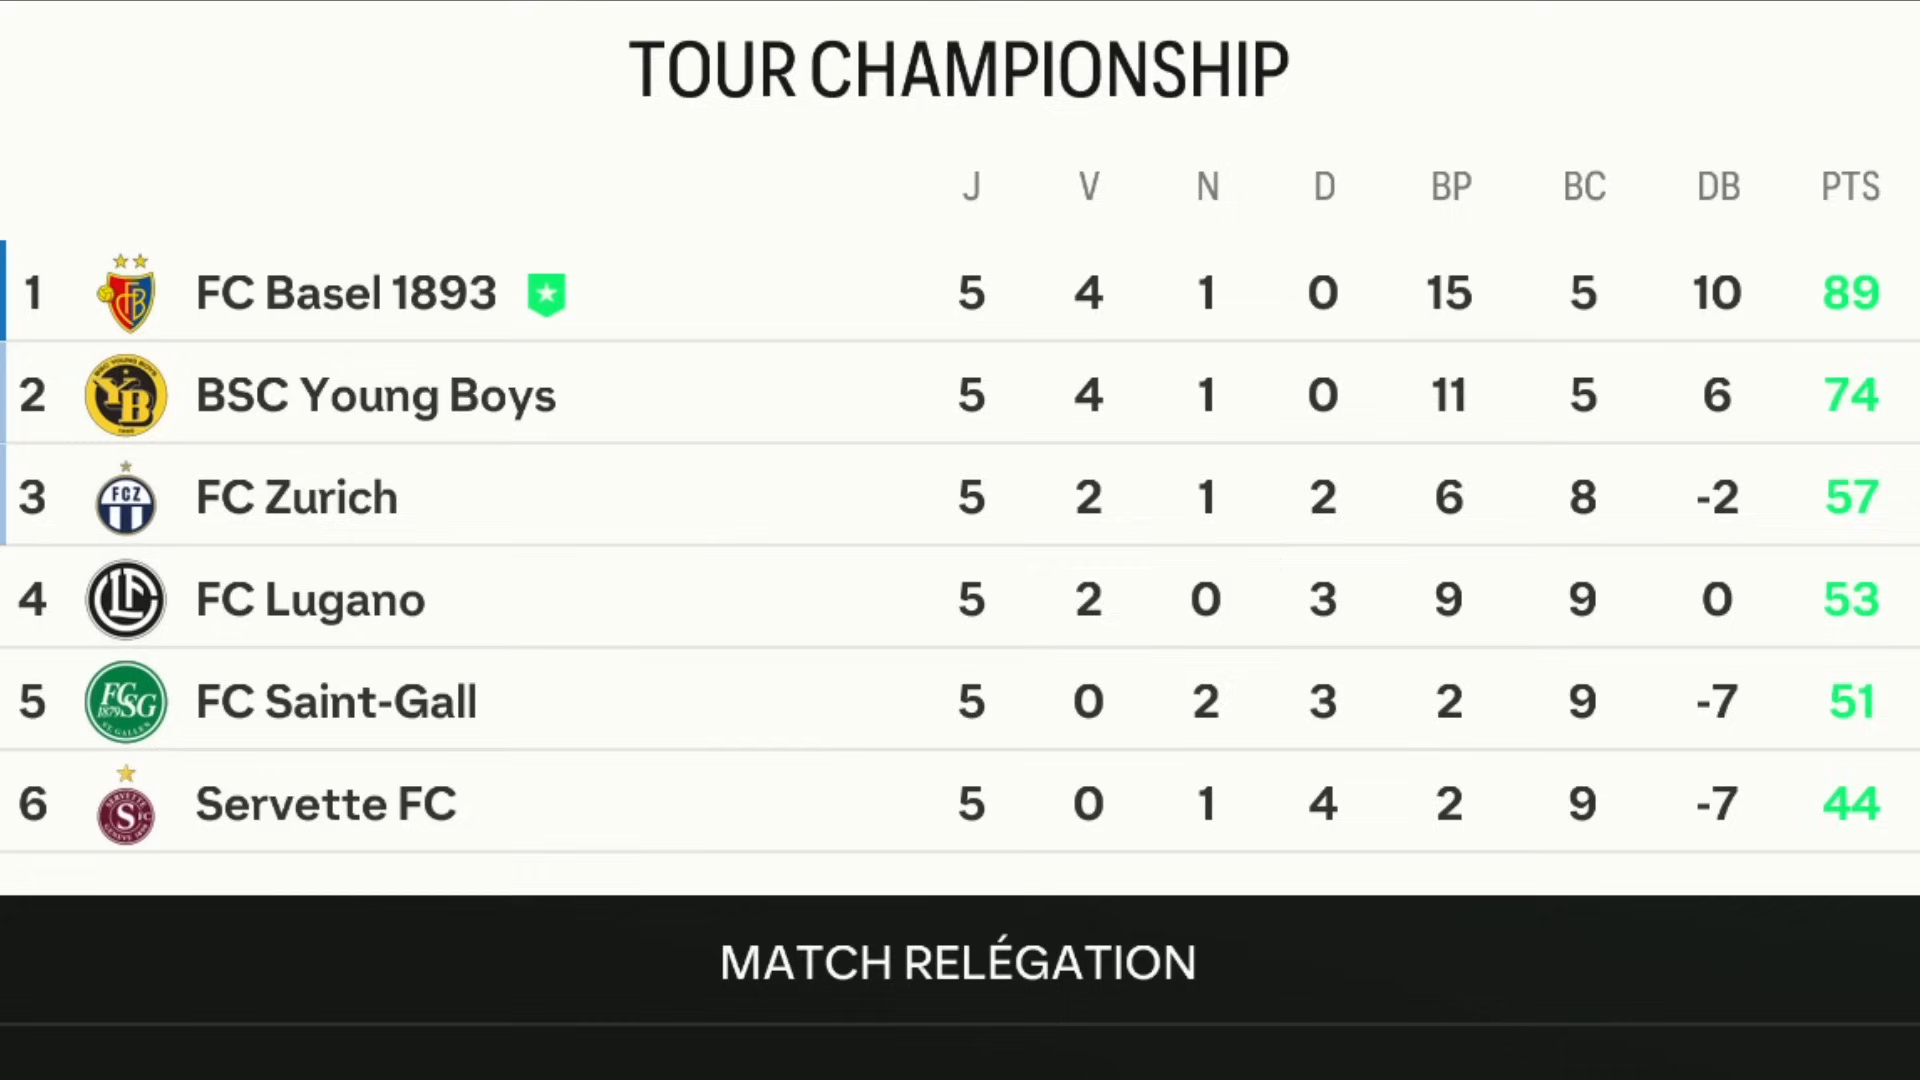 TOUR CHAMPIONSHIP
J V N D BP BC DB PTS
1 FC Basel 1893 5 4 1 0 15 5 10 89
2 BSC Young Boys 5 4 1 0 11 5 6 74
3 FCZ FC Zurich 5 2 1 2 6 8 -2 57
4 FC Lugano 5 2 0 3 9 9 0 53
5 FC Saint-Gall 5 0 2 3 2 9 -7 51
6 Servette FC 5 0 1 4 2 9 -7 44
MATCH RELÉGATION